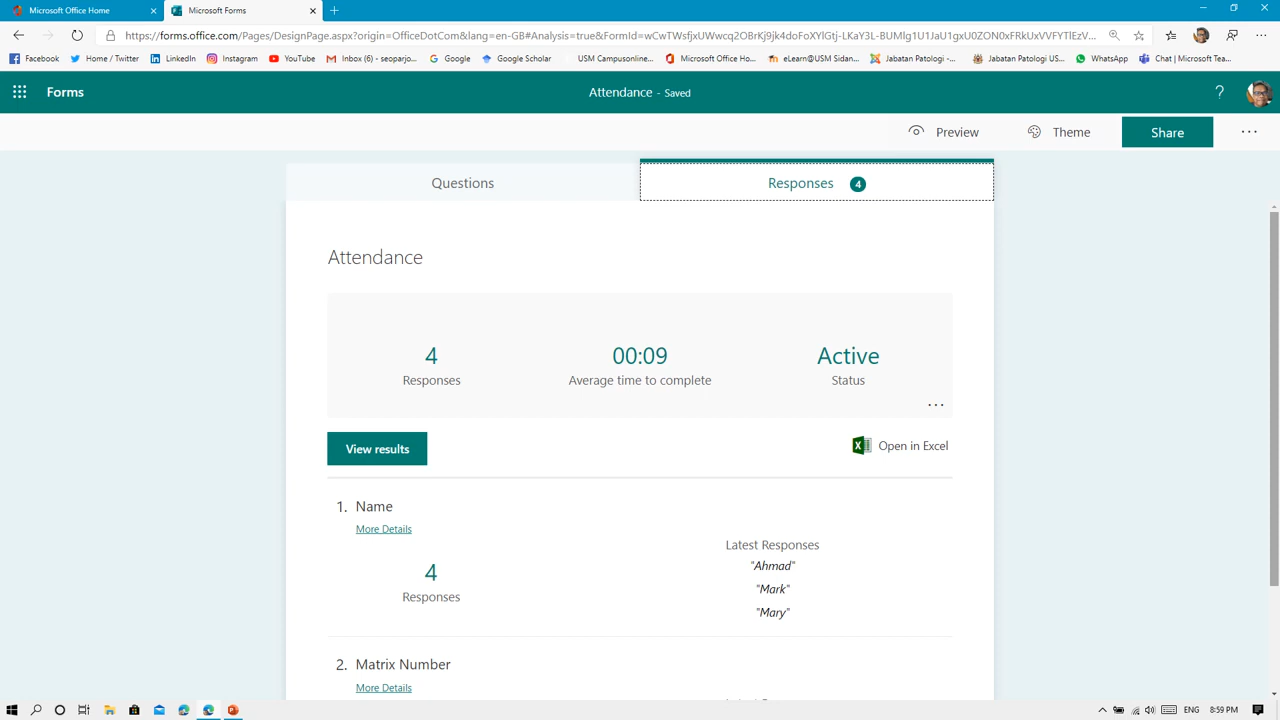 Microsoft Office Home
Microsoft Forms
https://forms.office.com/Pages/DesignPage.aspx?origin=OfficeDotCom&lang=en-GB#Analysis=true&FormId=wCwTWsfjxUWwcq2OBrKj9jk4doFoXYlGtj-LKaY3L-BUMlg1U1JaU1gxU0ZON0xFRkUxVVFYTlEzV...
Facebook
Home / Twitter
LinkedIn
Instagram
YouTube
Inbox (6) - seoparjo...
Google
Google Scholar
USM Campusonline...
Microsoft Office Ho...
eLearn@USM Sidan...
Jabatan Patologi -...
Jabatan Patologi US...
WhatsApp
Chat | Microsoft Tea...
Forms
Attendance - Saved
?
Preview
Theme
Share
...
Questions
Responses 4
Attendance
4
Responses
00:09
Average time to complete
Active
Status
...
View results
Open in Excel
1. Name
More Details
4
Responses
Latest Responses
"Ahmad"
"Mark"
"Mary"
2. Matrix Number
More Details
ENG
8:59 PM